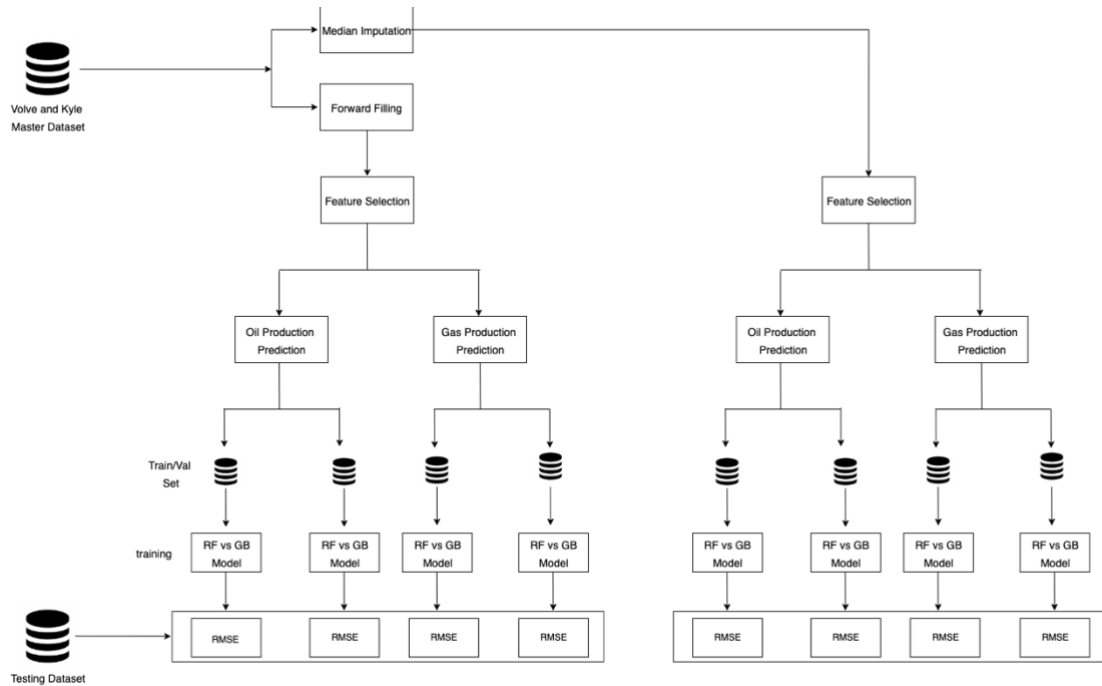 Median Imputation
Volve and Kyle
Master Dataset
Forward Filling
Feature Selection
Feature Selection
Oil Production
Prediction
Gas Production
Prediction
Oil Production
Prediction
Gas Production
Prediction
Train/Val
Set
training
RF vs GB
Model
RF vs GB
Model
RF vs GB
Model
RF vs GB
Model
RF vs GB
Model
RF vs GB
Model
RF vs GB
Model
RF vs GB
Model
RMSE
RMSE
RMSE
RMSE
RMSE
RMSE
RMSE
RMSE
Testing Dataset